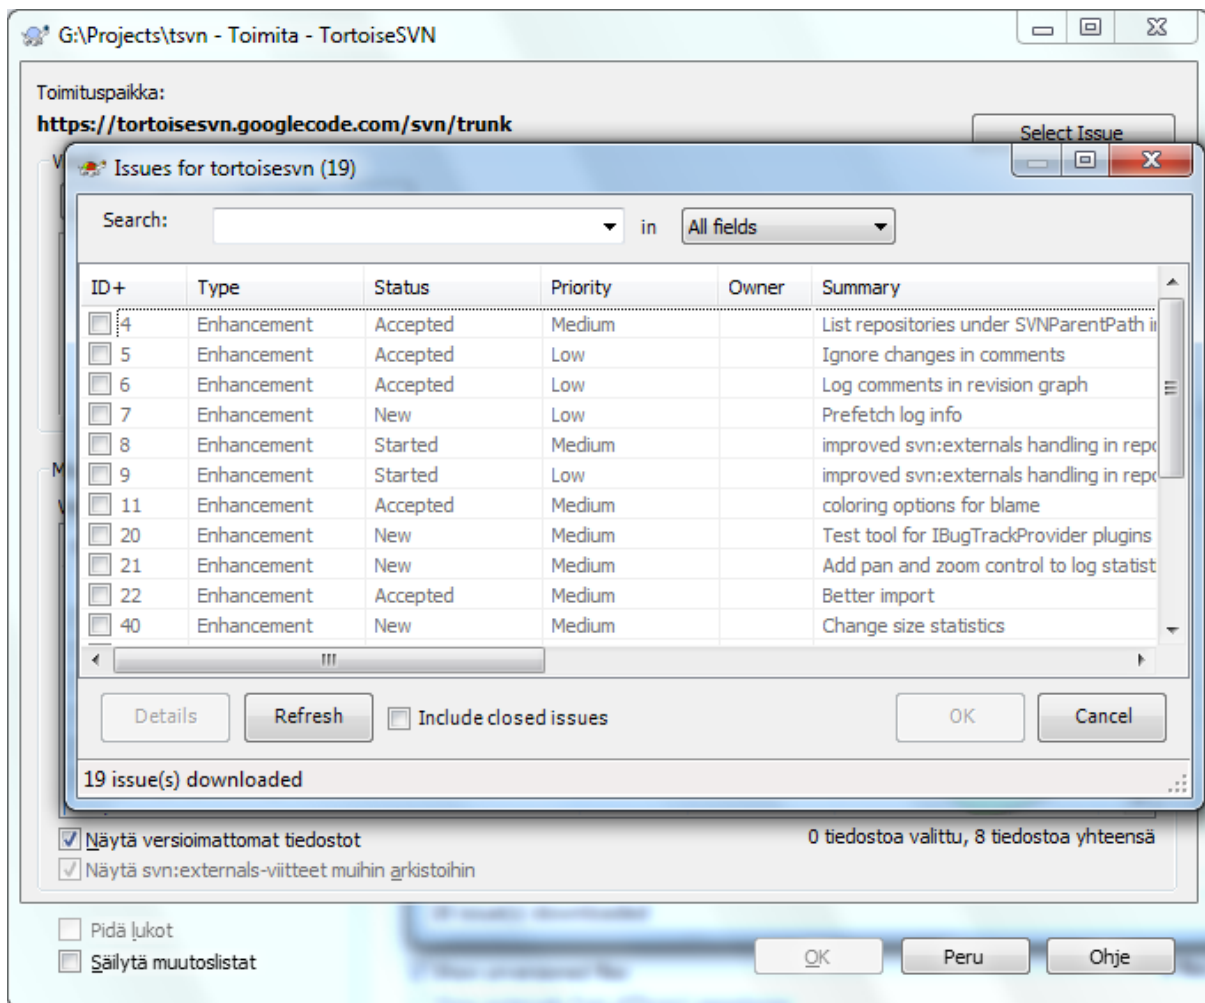 G:\Projects\tsvn - Toimita - TortoiseSVN
Toimituspaikka:
https://tortoisesvn.googlecode.com/svn/trunk
Select Issue
Issues for tortoisesvn (19)
Search: in All fields
ID+ Type Status Priority Owner Summary
4 Enhancement Accepted Medium List repositories under SVNParentPath
5 Enhancement Accepted Low Ignore changes in comments
6 Enhancement Accepted Low Log comments in revision graph
7 Enhancement New Low Prefetch log info
8 Enhancement Started Medium improved svn:externals handling in repo
9 Enhancement Started Low improved svn:externals handling in repo
11 Enhancement Accepted Medium coloring options for blame
20 Enhancement New Medium Test tool for IBugTrackProvider plugins
21 Enhancement New Medium Add pan and zoom control to log statist
22 Enhancement Accepted Medium Better import
40 Enhancement New Medium Change size statistics
Details Refresh Include closed issues OK Cancel
19 issue(s) downloaded
Näytä versioimattomat tiedostot 0 tiedostoa valittu, 8 tiedostoa yhteensä
Näytä svn:externals-viitteet muihin arkistoihin
Pidä lukot
Säilytä muutoslistat
OK Peru Ohje